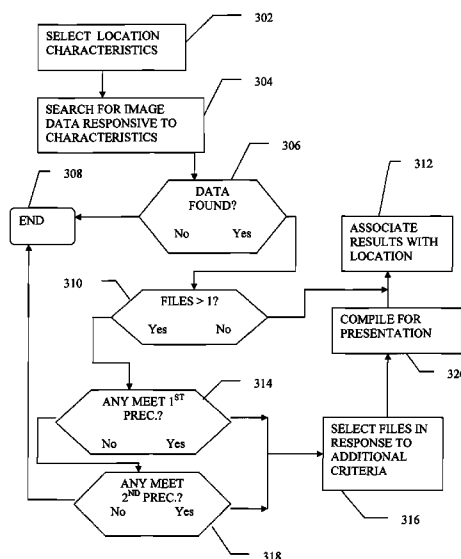 302
SELECT LOCATION
CHARACTERISTICS
304
SEARCH FOR IMAGE
DATA RESPONSIVE TO
CHARACTERISTICS
306
308
DATA
FOUND?
No Yes
END
312
ASSOCIATE
RESULTS WITH
LOCATION
310
FILES > 1?
Yes No
COMPILE FOR
PRESENTATION
320
314
ANY MEET 1ST
PREC.?
No Yes
SELECT FILES IN
RESPONSE TO
ADDITIONAL
CRITERIA
316
ANY MEET
2ND PREC.?
No Yes
318